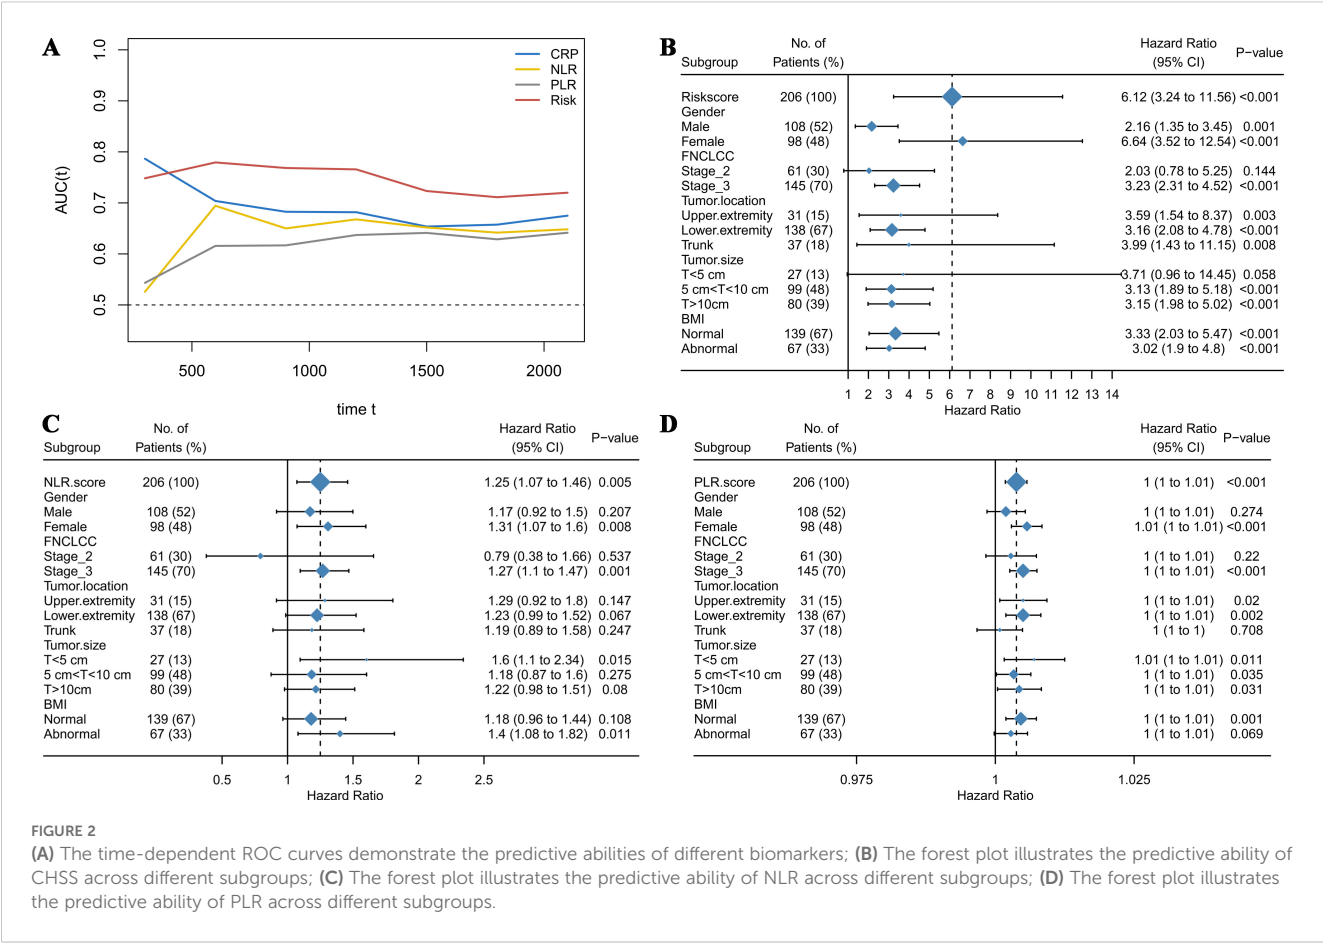 A
1.0
0.9
0.8
0.7
0.6
0.5
AUC(t)
CRP
NLR
PLR
Risk
500 1000 1500 2000
time t
B
No. of Hazard Ratio
Subgroup Patients (%) (95% CI) P−value
Riskscore 206 (100) 6.12 (3.24 to 11.56) <0.001
Gender
Male 108 (52) 2.16 (1.35 to 3.45) 0.001
Female 98 (48) 6.64 (3.52 to 12.54) <0.001
FNCLCC
Stage_2 61 (30) 2.03 (0.78 to 5.25) 0.144
Stage_3 145 (70) 3.23 (2.31 to 4.52) <0.001
Tumor.location
Upper.extremity 31 (15) 3.59 (1.54 to 8.37) 0.003
Lower.extremity 138 (67) 3.16 (2.08 to 4.78) <0.001
Trunk 37 (18) 3.99 (1.43 to 11.15) 0.008
Tumor.size
T<5 cm 27 (13) 3.71 (0.96 to 14.45) 0.058
5 cm<T<10 cm 99 (48) 3.13 (1.89 to 5.18) <0.001
T>10cm 80 (39) 3.15 (1.98 to 5.02) <0.001
BMI
Normal 139 (67) 3.33 (2.03 to 5.47) <0.001
Abnormal 67 (33) 3.02 (1.9 to 4.8) <0.001
1 2 3 4 5 6 7 8 9 10 11 12 13 14
Hazard Ratio
C
No. of Hazard Ratio
Subgroup Patients (%) (95% CI) P−value
NLR.score 206 (100) 1.25 (1.07 to 1.46) 0.005
Gender
Male 108 (52) 1.17 (0.92 to 1.5) 0.207
Female 98 (48) 1.31 (1.07 to 1.6) 0.008
FNCLCC
Stage_2 61 (30) 0.79 (0.38 to 1.66) 0.537
Stage_3 145 (70) 1.27 (1.1 to 1.47) 0.001
Tumor.location
Upper.extremity 31 (15) 1.29 (0.92 to 1.8) 0.147
Lower.extremity 138 (67) 1.23 (0.99 to 1.52) 0.067
Trunk 37 (18) 1.19 (0.89 to 1.58) 0.247
Tumor.size
T<5 cm 27 (13) 1.6 (1.1 to 2.34) 0.015
5 cm<T<10 cm 99 (48) 1.18 (0.87 to 1.6) 0.275
T>10cm 80 (39) 1.22 (0.98 to 1.51) 0.08
BMI
Normal 139 (67) 1.18 (0.96 to 1.44) 0.108
Abnormal 67 (33) 1.4 (1.08 to 1.82) 0.011
0.5 1 1.5 2 2.5
Hazard Ratio
D
No. of Hazard Ratio
Subgroup Patients (%) (95% CI) P−value
PLR.score 206 (100) 1 (1 to 1.01) <0.001
Gender
Male 108 (52) 1 (1 to 1.01) 0.274
Female 98 (48) 1.01 (1 to 1.01) <0.001
FNCLCC
Stage_2 61 (30) 1 (1 to 1.01) 0.22
Stage_3 145 (70) 1 (1 to 1.01) <0.001
Tumor.location
Upper.extremity 31 (15) 1 (1 to 1.01) 0.02
Lower.extremity 138 (67) 1 (1 to 1.01) 0.002
Trunk 37 (18) 1 (1 to 1) 0.708
Tumor.size
T<5 cm 27 (13) 1.01 (1 to 1.01) 0.011
5 cm<T<10 cm 99 (48) 1 (1 to 1.01) 0.035
T>10cm 80 (39) 1 (1 to 1.01) 0.031
BMI
Normal 139 (67) 1 (1 to 1.01) 0.001
Abnormal 67 (33) 1 (1 to 1.01) 0.069
0.975 1 1.025
Hazard Ratio
FIGURE 2
(A) The time-dependent ROC curves demonstrate the predictive abilities of different biomarkers; (B) The forest plot illustrates the predictive ability of
CHSS across different subgroups; (C) The forest plot illustrates the predictive ability of NLR across different subgroups; (D) The forest plot illustrates
the predictive ability of PLR across different subgroups.